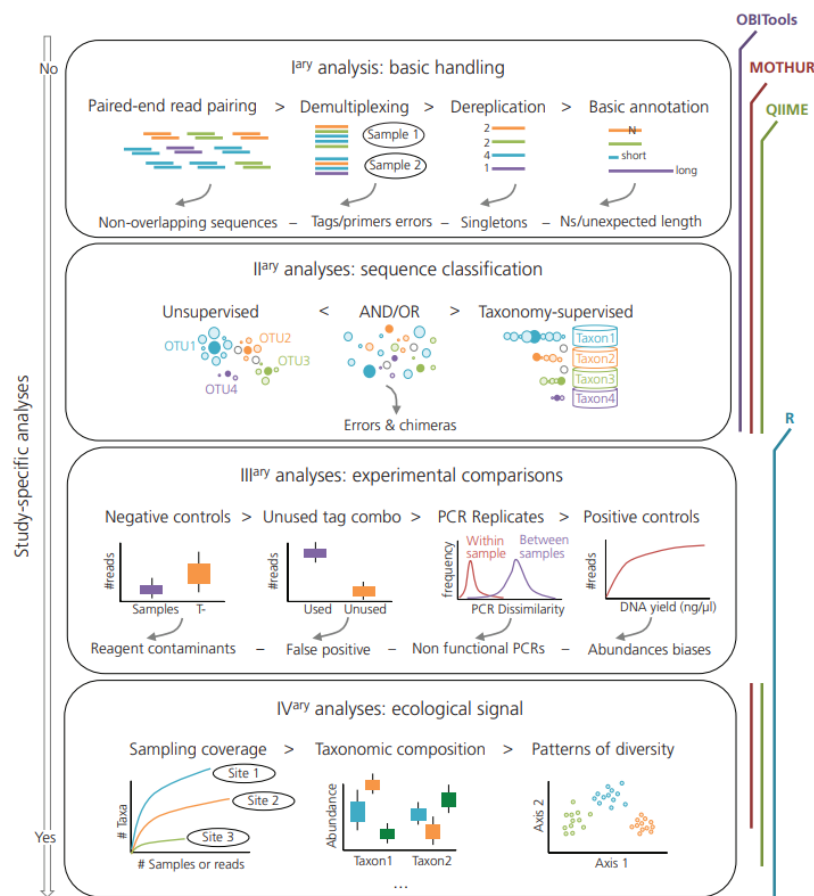 OBITools
MOTHUR
QIIME
No
Iary analysis: basic handling
Paired-end read pairing > Demultiplexing > Dereplication > Basic annotation
Sample 1
Sample 2
2
2
4
1
N
short
long
Non-overlapping sequences – Tags/primers errors – Singletons – Ns/unexpected length
IIary analyses: sequence classification
Unsupervised < AND/OR > Taxonomy-supervised
OTU1
OTU2
OTU3
OTU4
Taxon1
Taxon2
Taxon3
Taxon4
Errors & chimeras
R
Study-specific analyses
IIIary analyses: experimental comparisons
Negative controls > Unused tag combo > PCR Replicates > Positive controls
#reads
Samples T-
#reads
Used Unused
frequency
Within
sample
Between
samples
PCR Dissimilarity
#reads
DNA yield (ng/µl)
Reagent contaminants – False positive – Non functional PCRs – Abundances biases
IVary analyses: ecological signal
Sampling coverage > Taxonomic composition > Patterns of diversity
# Taxa
Site 1
Site 2
Site 3
# Samples or reads
Abundance
Taxon1 Taxon2
Axis 2
Axis 1
Yes
...